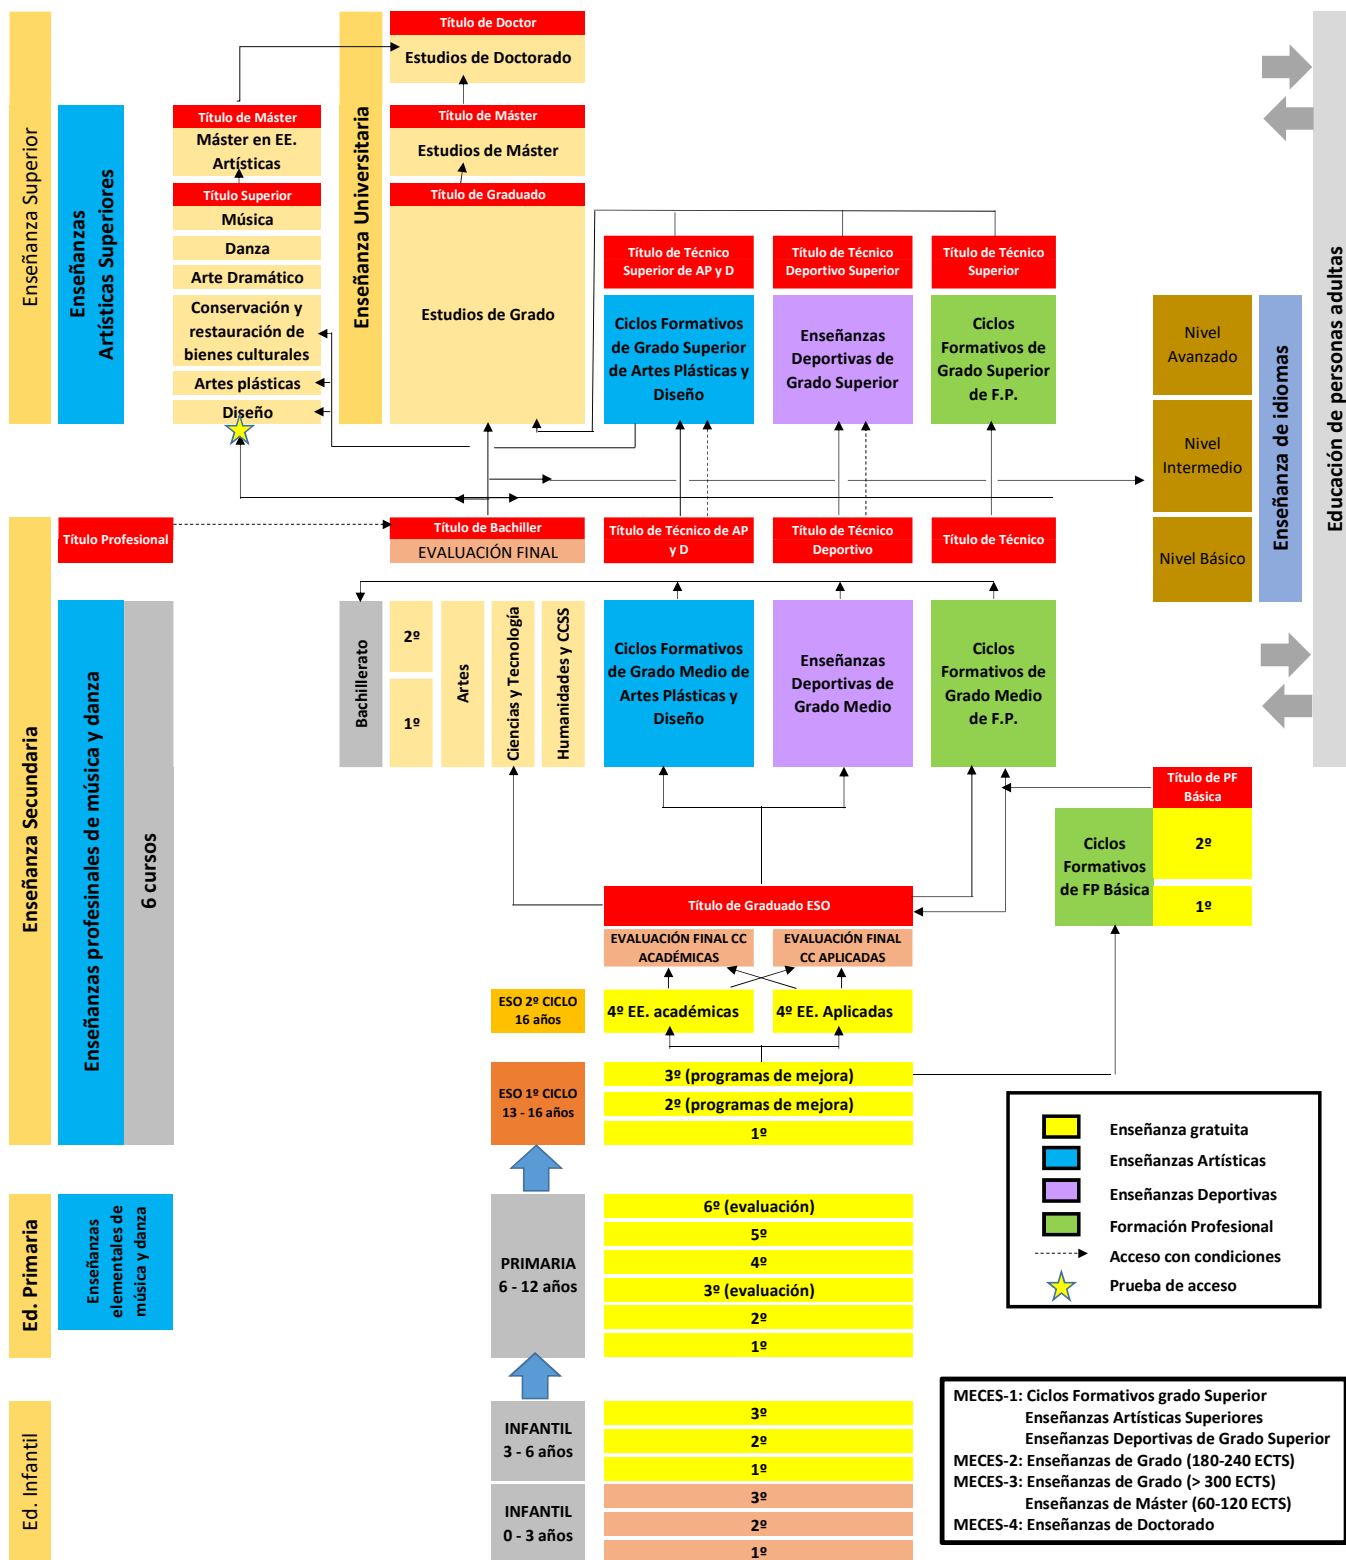 Enseñanza Superior
Enseñanzas
Artísticas Superiores
Título de Máster
Máster en EE.
Artísticas
Título Superior
Música
Danza
Arte Dramático
Conservación y
restauración de
bienes culturales
Artes plásticas
Diseño
Enseñanza Universitaria
Título de Doctor
Estudios de Doctorado
Título de Máster
Estudios de Máster
Título de Graduado
Estudios de Grado
Título de Técnico
Superior de AP y D
Ciclos Formativos
de Grado Superior
de Artes Plásticas y
Diseño
Título de Técnico
Deportivo Superior
Enseñanzas
Deportivas de
Grado Superior
Título de Técnico
Superior
Ciclos
Formativos de
Grado Superior
de F.P.
Nivel
Avanzado
Nivel
Intermedio
Nivel Básico
Enseñanza de idiomas
Educación de personas adultas
Enseñanza Secundaria
Título Profesional
Enseñanzas profesinales de música y danza
6 cursos
Título de Bachiller
EVALUACIÓN FINAL
Título de Técnico de AP
y D
Título de Técnico
Deportivo
Título de Técnico
Bachillerato
2º
1º
Artes
Ciencias y Tecnología
Humanidades y CCSS
Ciclos Formativos
de Grado Medio de
Artes Plásticas y
Diseño
Enseñanzas
Deportivas de
Grado Medio
Ciclos
Formativos de
Grado Medio
de F.P.
Título de PF
Básica
Ciclos
Formativos
de FP Básica
2º
1º
Título de Graduado ESO
EVALUACIÓN FINAL CC
ACADÉMICAS
EVALUACIÓN FINAL
CC APLICADAS
ESO 2º CICLO
16 años
4º EE. académicas
4º EE. Aplicadas
ESO 1º CICLO
13 - 16 años
3º (programas de mejora)
2º (programas de mejora)
1º
Enseñanza gratuita
Enseñanzas Artísticas
Enseñanzas Deportivas
Formación Profesional
Acceso con condiciones
Prueba de acceso
Ed. Primaria
Enseñanzas
elementales de
música y danza
PRIMARIA
6 - 12 años
6º (evaluación)
5º
4º
3º (evaluación)
2º
1º
Ed. Infantil
INFANTIL
3 - 6 años
3º
2º
1º
INFANTIL
0 - 3 años
3º
2º
1º
MECES-1: Ciclos Formativos grado Superior
Enseñanzas Artísticas Superiores
Enseñanzas Deportivas de Grado Superior
MECES-2: Enseñanzas de Grado (180-240 ECTS)
MECES-3: Enseñanzas de Grado (> 300 ECTS)
Enseñanzas de Máster (60-120 ECTS)
MECES-4: Enseñanzas de Doctorado